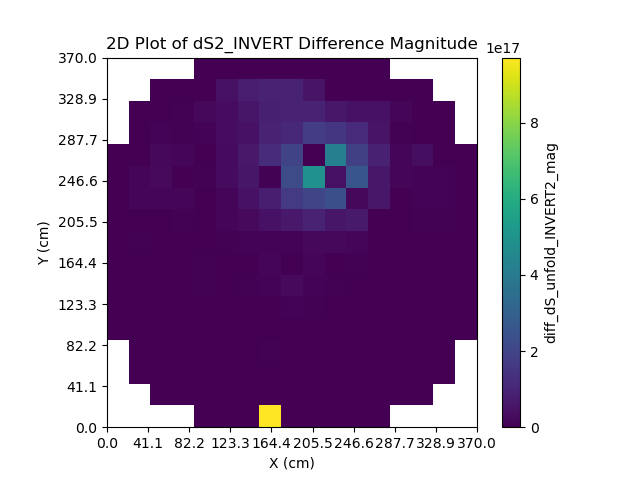 2D Plot of dS2_INVERT Difference Magnitude
1e17
370.0
328.9
287.7
246.6
205.5
164.4
123.3
82.2
41.1
0.0
Y (cm)
0.0 41.1 82.2 123.3 164.4 205.5 246.6 287.7 328.9 370.0
X (cm)
8
6
4
2
0
diff_dS_unfold_INVERT2_mag